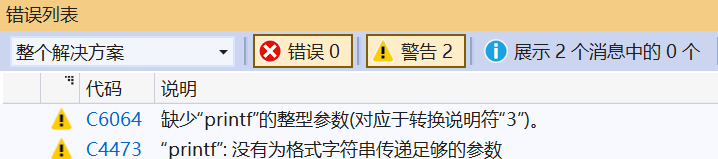 错误列表
整个解决方案 错误 0 警告 2 展示 2 个消息中的 0 个
代码 说明
C6064 缺少“printf”的整型参数(对应于转换说明符“3”)。
C4473 “printf”: 没有为格式字符串传递足够的参数